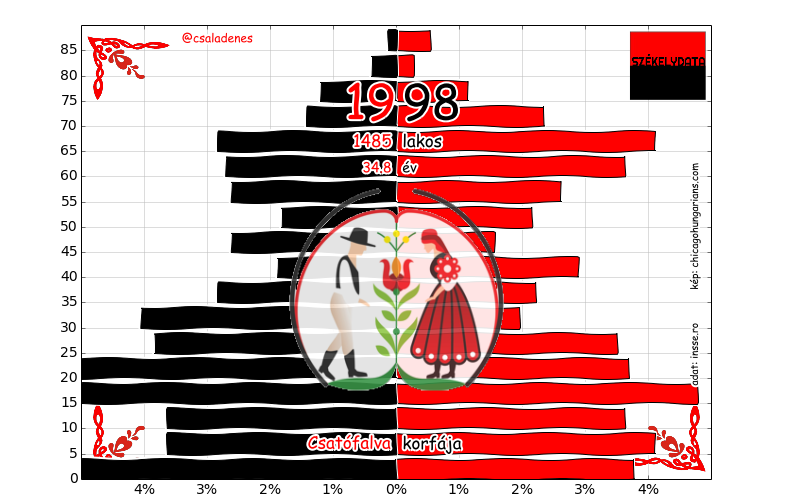 @csaladenes
SZÉKELYDATA
1998
1485 lakos
34.8 év
kép: chicagohungarians.com
adat: insse.ro
Csatófalva korfája
85
80
75
70
65
60
55
50
45
40
35
30
25
20
15
10
5
0
4% 3% 2% 1% 0% 1% 2% 3% 4%